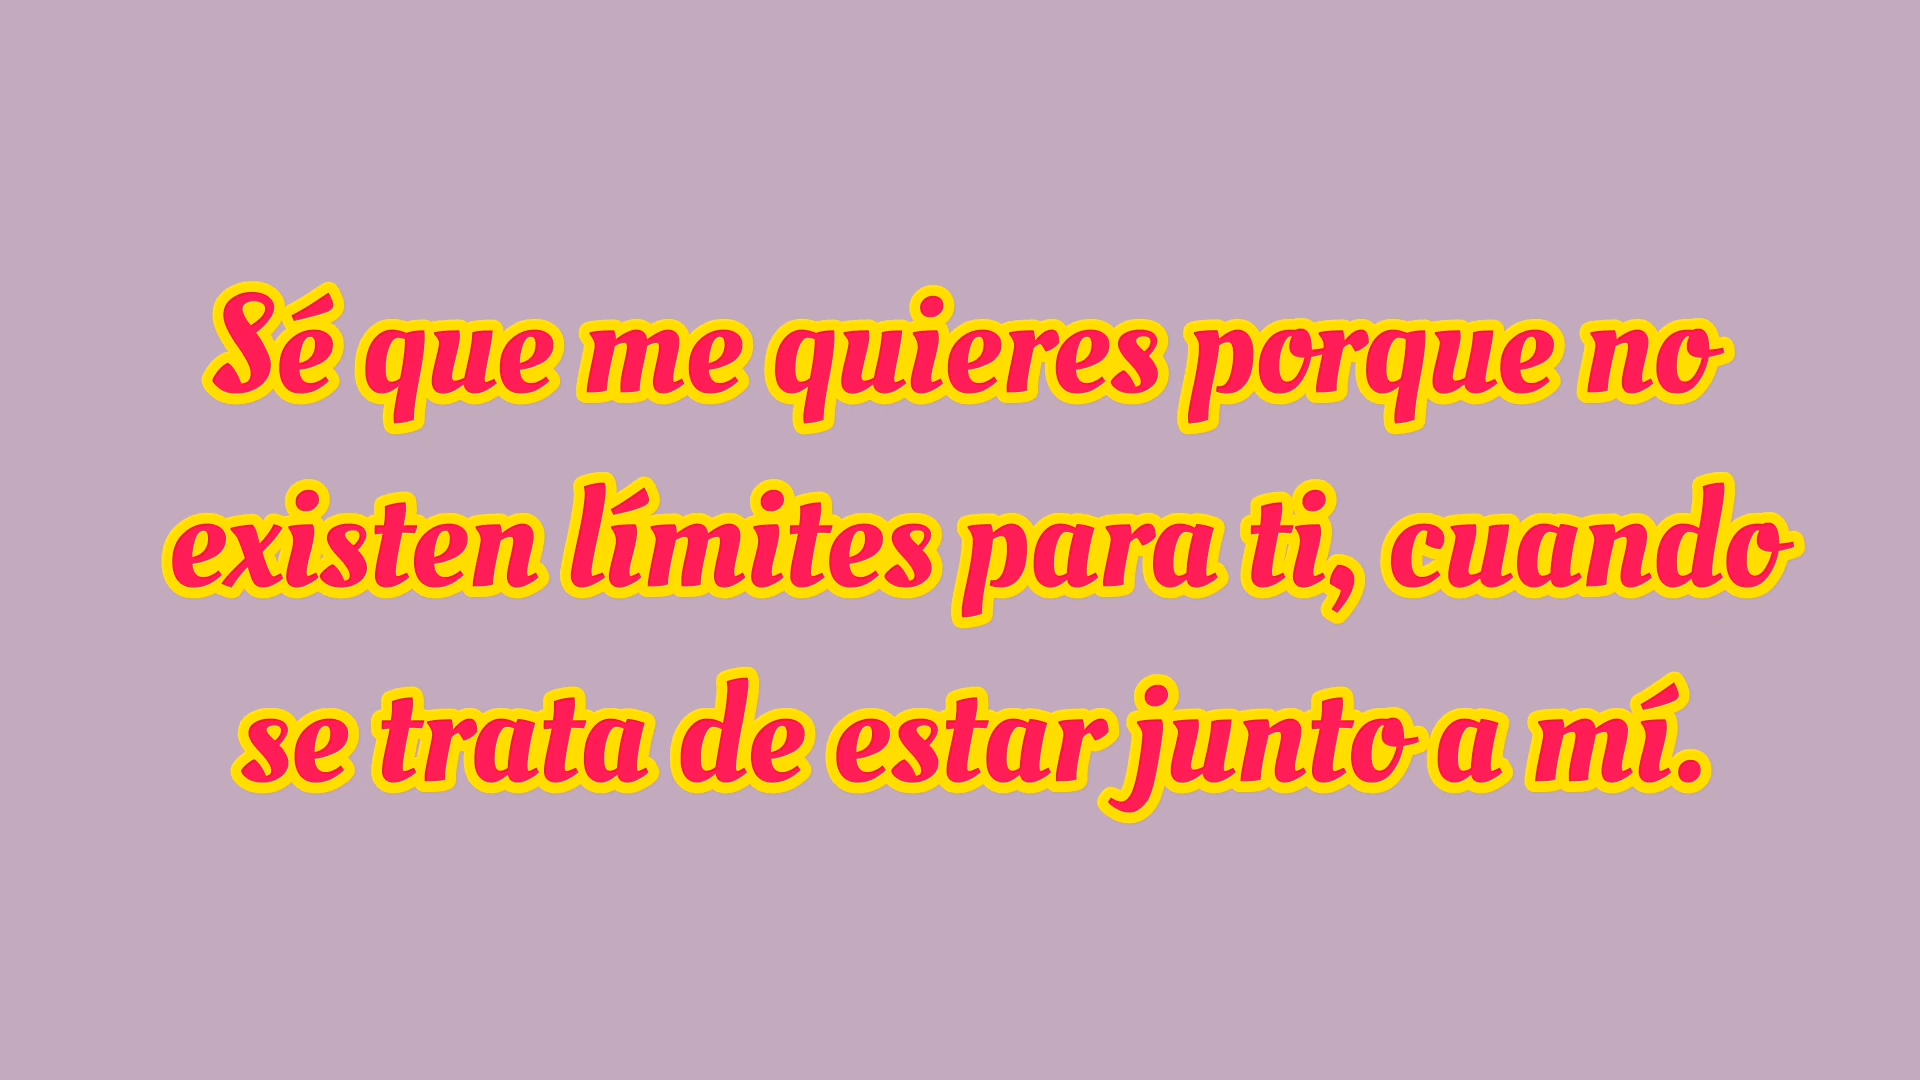 Sé que me quieres porque no
existen límites para ti, cuando
se trata de estar junto a mí.